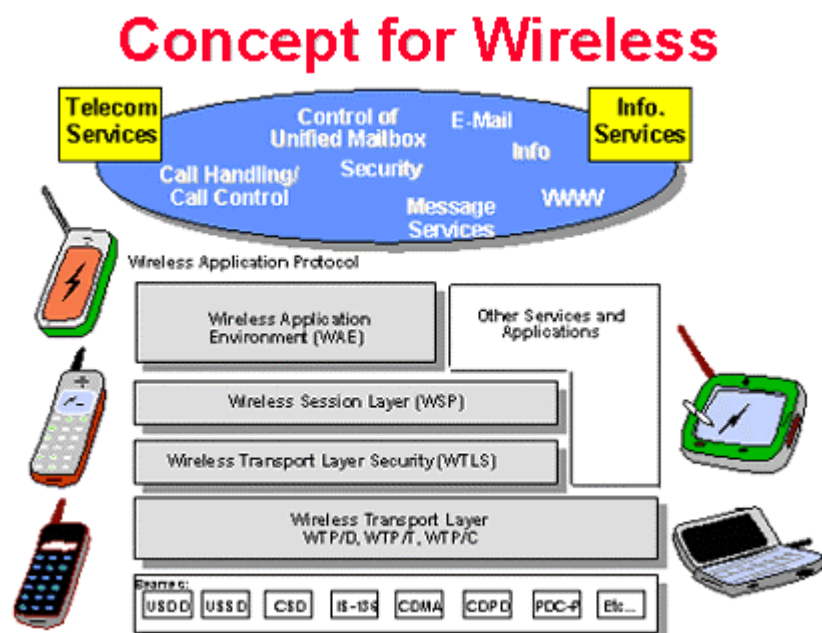 Concept for Wireless
Telecom
Services
Control of
Unified Mailbox
E-Mail
Info.
Services
Info
Security
Call Handling/
Call Control
WWW
Message
Services
Wireless Application Protocol
Wireless Application
Environment (WAE)
Other Services and
Applications
Wireless Session Layer (WSP)
Wireless Transport Layer Security (WTLS)
Wireless Transport Layer
WTP/D, WTP/T, WTP/C
USDD USSD CSD IS-136 CDMA CDPD PDC-P Etc...